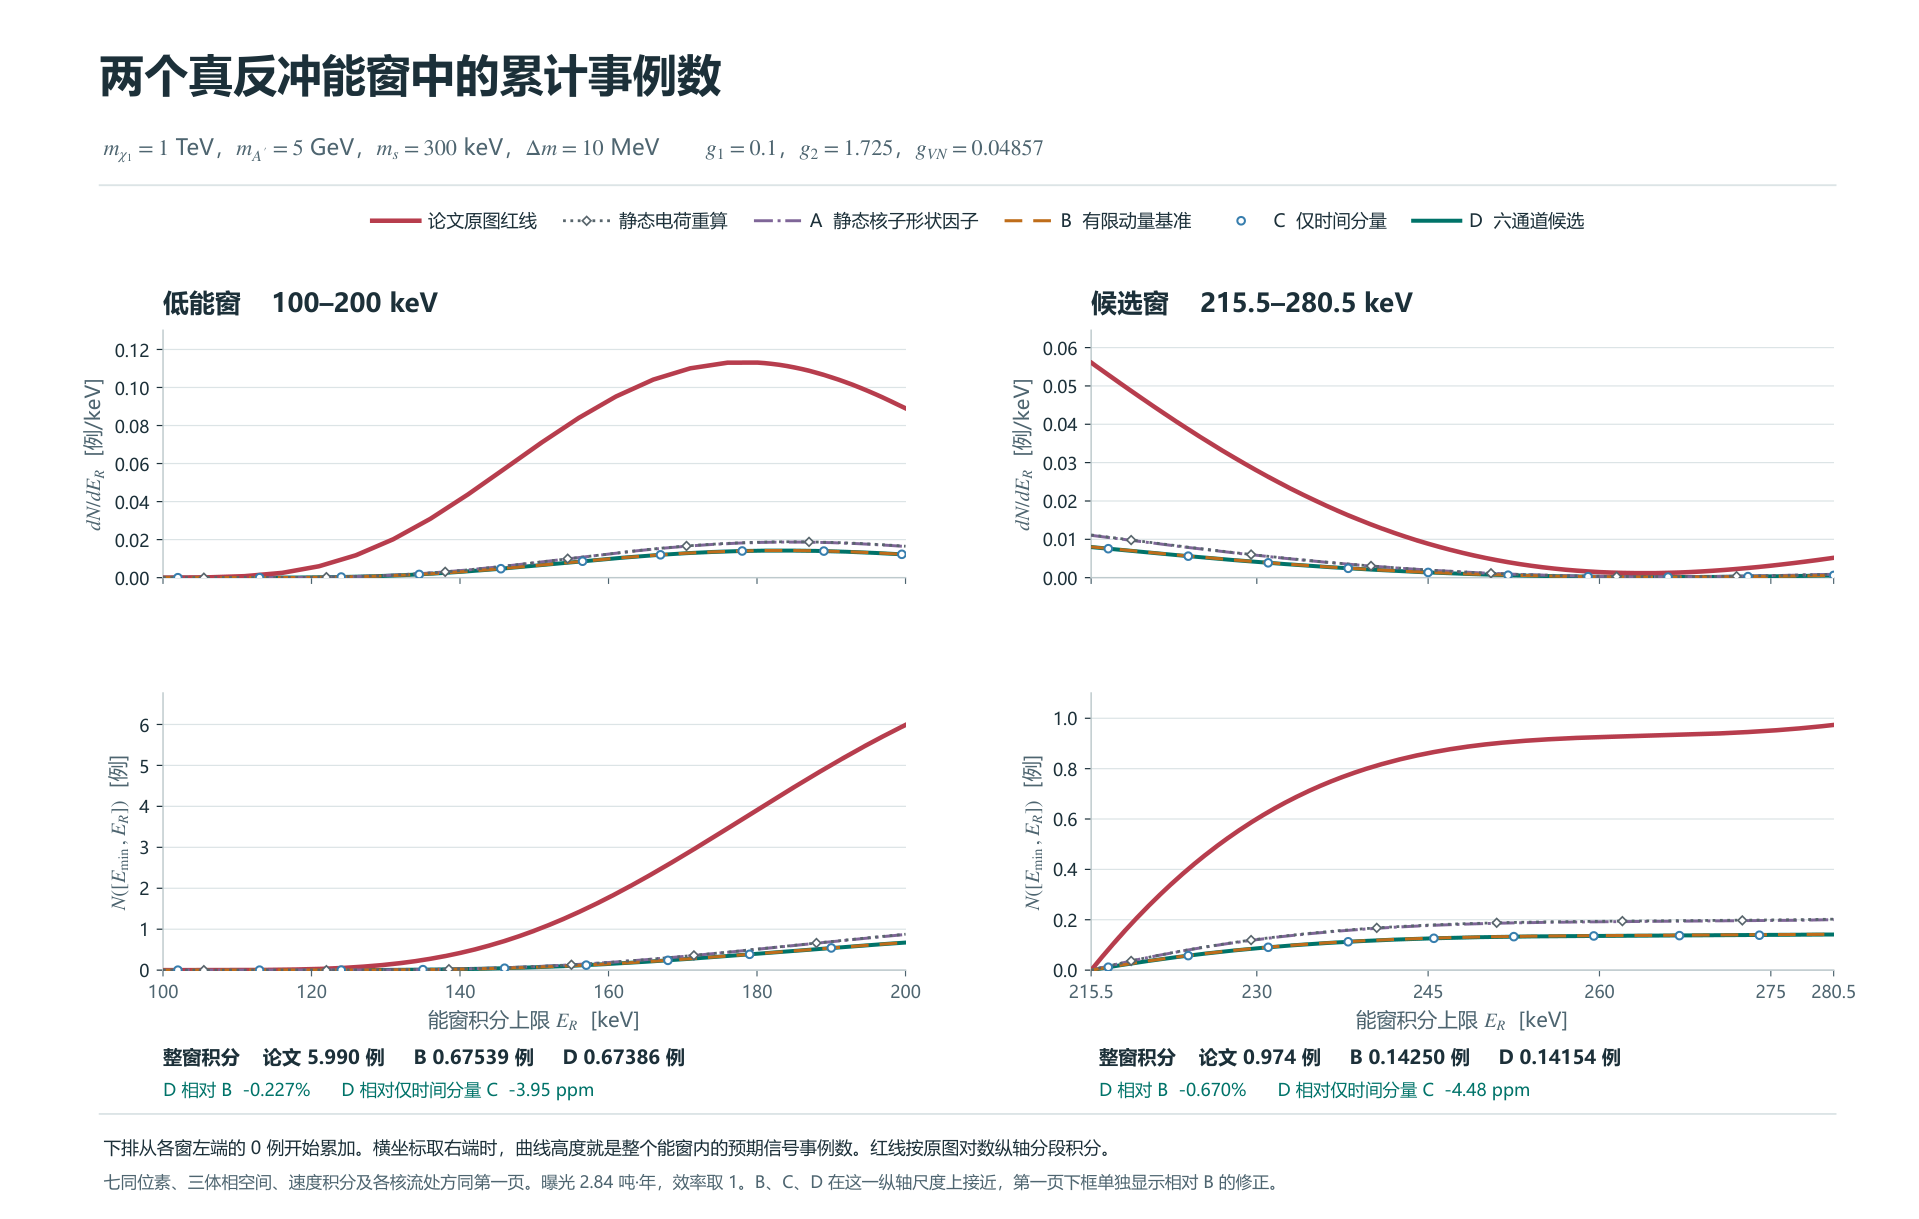 两个真反冲能窗中的累计事例数
m_{χ_1} = 1 TeV，m_{A′} = 5 GeV，m_s = 300 keV，Δm = 10 MeV g_1 = 0.1，g_2 = 1.725，g_{VN} = 0.04857
论文原图红线 静态电荷重算 A 静态核子形状因子 B 有限动量基准 C 仅时间分量 D 六通道候选
低能窗 100–200 keV
dN/dE_R [例/keV]
0.12
0.10
0.08
0.06
0.04
0.02
0.00
候选窗 215.5–280.5 keV
dN/dE_R [例/keV]
0.06
0.05
0.04
0.03
0.02
0.01
0.00
N([E_min, E_R]) [例]
6
5
4
3
2
1
0
100 120 140 160 180 200
能窗积分上限 E_R [keV]
整窗积分 论文 5.990 例 B 0.67539 例 D 0.67386 例
D 相对 B -0.227% D 相对仅时间分量 C -3.95 ppm
N([E_min, E_R]) [例]
1.0
0.8
0.6
0.4
0.2
0.0
215.5 230 245 260 275 280.5
能窗积分上限 E_R [keV]
整窗积分 论文 0.974 例 B 0.14250 例 D 0.14154 例
D 相对 B -0.670% D 相对仅时间分量 C -4.48 ppm
下排从各窗左端的 0 例开始累加。横坐标取右端时，曲线高度就是整个能窗内的预期信号事例数。红线按原图对数纵轴分段积分。
七同位素、三体相空间、速度积分及各核流处方同第一页。曝光 2.84 吨·年，效率取 1。B、C、D 在这一纵轴尺度上接近，第一页下框单独显示相对 B 的修正。